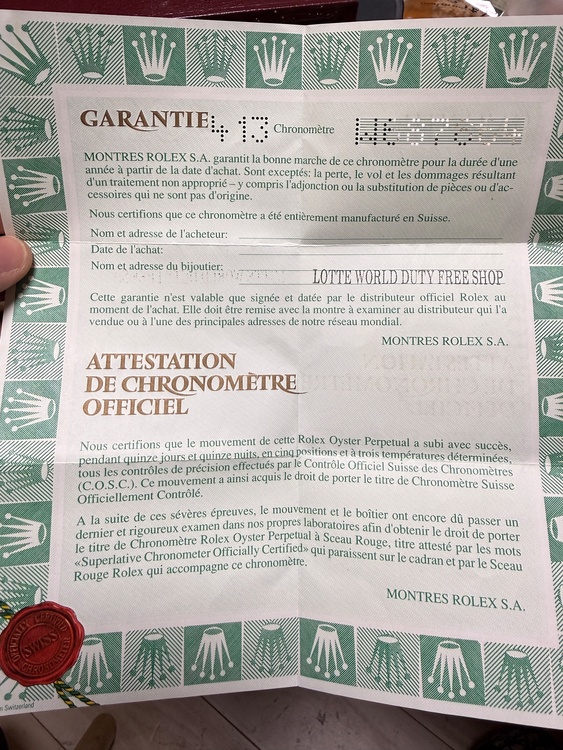 GARANTIE 413 Chronomètre
MONTRES ROLEX S.A. garantit la bonne marche de ce chronomètre pour la durée d'une
année à partir de la date d'achat. Sont exceptés: la perte, le vol et les dommages résultant
d'un traitement non approprié – y compris l'adjonction ou la substitution de pièces ou d'ac-
cessoires qui ne sont pas d'origine.
Nous certifions que ce chronomètre a été entièrement manufacturé en Suisse.
Nom et adresse de l'acheteur:
Date de l'achat:
Nom et adresse du bijoutier: LOTTE WORLD DUTY FREE SHOP
Cette garantie n'est valable que signée et datée par le distributeur officiel Rolex au
moment de l'achat. Elle doit être remise avec la montre à examiner au distributeur qui l'a
vendue ou à l'une des principales adresses de notre réseau mondial.
MONTRES ROLEX S.A.
ATTESTATION
DE CHRONOMÈTRE
OFFICIEL
Nous certifions que le mouvement de cette Rolex Oyster Perpetual a subi avec succès,
pendant quinze jours et quinze nuits, en cinq positions et à trois températures déterminées,
tous les contrôles de précision effectués par le Contrôle Officiel Suisse des Chronomètres
(C.O.S.C.). Ce mouvement a ainsi acquis le droit de porter le titre de Chronomètre Suisse
Officiellement Contrôlé.
A la suite de ces sévères épreuves, le mouvement et le boîtier ont encore dû passer un
dernier et rigoureux examen dans nos propres laboratoires afin d'obtenir le droit de porter
le titre de Chronomètre Rolex Oyster Perpetual à Sceau Rouge, titre attesté par les mots
«Superlative Chronometer Officially Certified» qui paraissent sur le cadran et par le Sceau
Rouge Rolex qui accompagne ce chronomètre.
MONTRES ROLEX S.A.
SWISS
n Switzerland